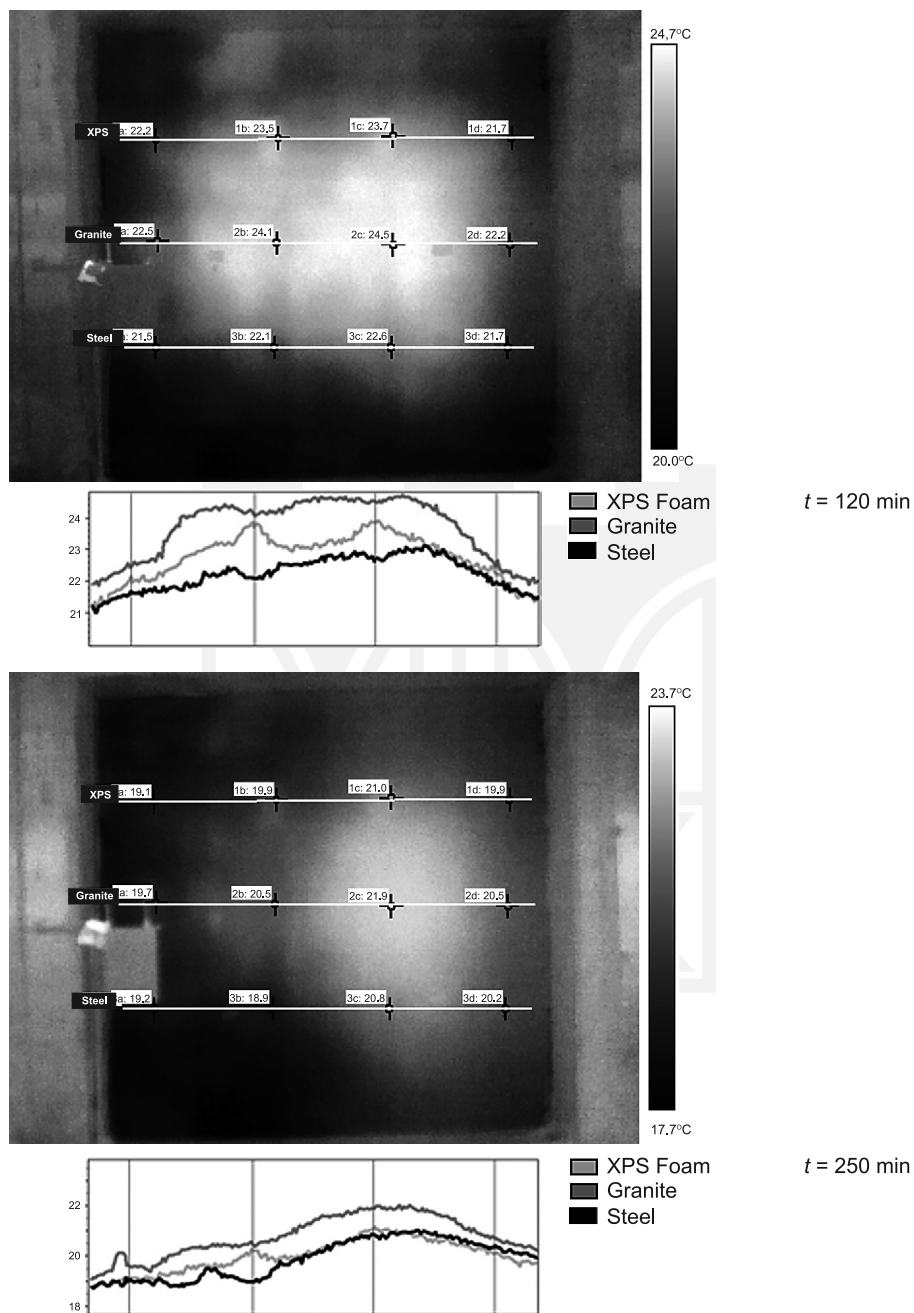 24,7°C
XPS
a: 22.2
1b: 23.5
1c: 23.7
1d: 21.7
Granite
a: 22.5
2b: 24.1
2c: 24.5
2d: 22.2
Steel
21.5
3b: 22.1
3c: 22.6
3d: 21.7
20.0°C
XPS Foam
t = 120 min
Granite
Steel
24
23
22
21
23.7°C
XPS
a: 19.1
1b: 19.9
1c: 21.0
1d: 19.9
Granite
a: 19.7
2b: 20.5
2c: 21.9
2d: 20.5
Steel
a: 19.2
3b: 18.9
3c: 20.8
3d: 20.2
17.7°C
XPS Foam
t = 250 min
Granite
Steel
22
20
18